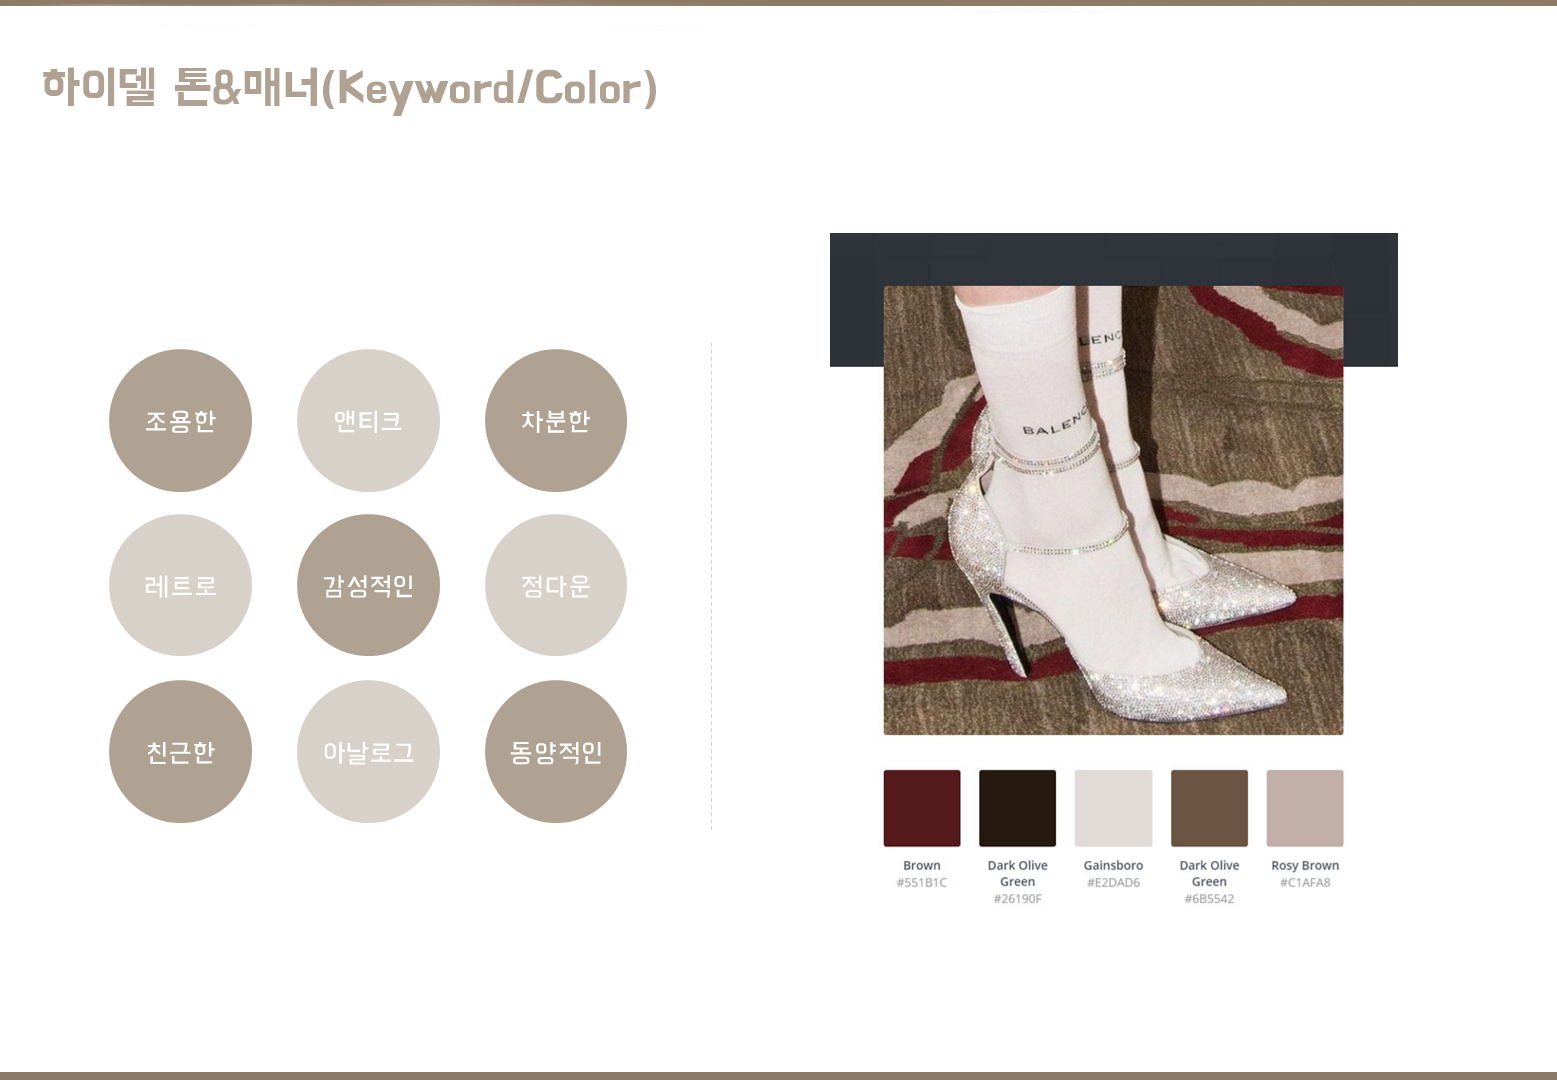 하이델 톤&매너(Keyword/Color)
조용한
앤티크
차분한
레트로
감성적인
정다운
친근한
아날로그
동양적인
LENC
BALENC
Brown
#551B1C
Dark Olive
Green
#26190F
Gainsboro
#E2DAD6
Dark Olive
Green
#6B5542
Rosy Brown
#C1AFA8